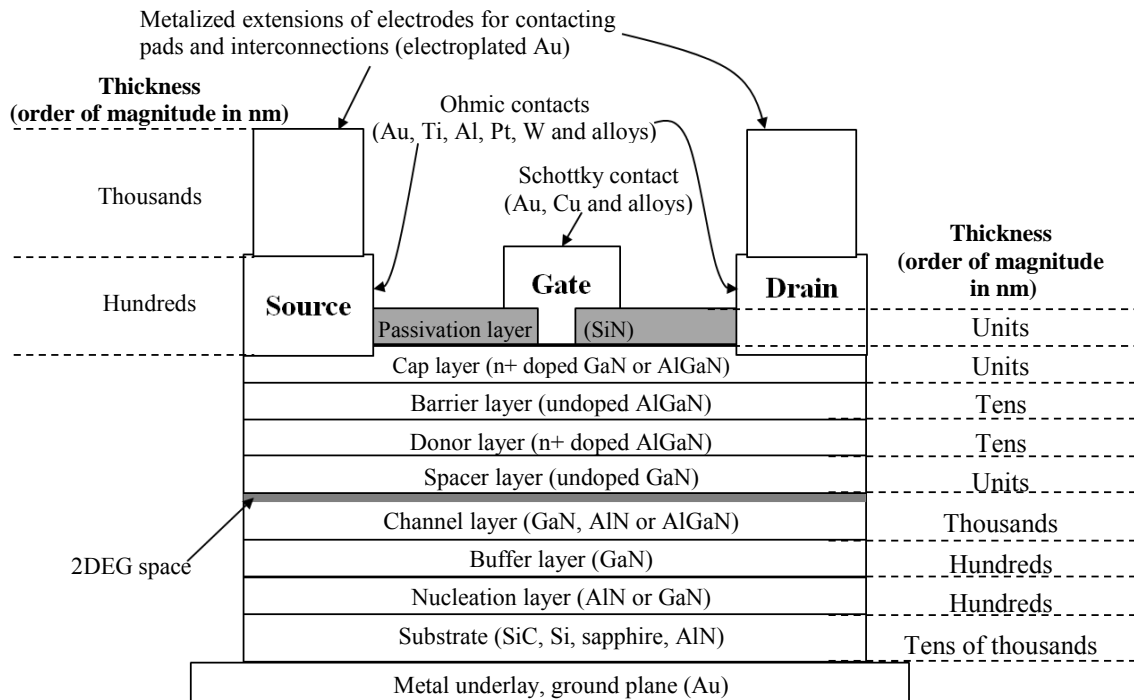 Metalized extensions of electrodes for contacting
pads and interconnections (electroplated Au)
Thickness
(order of magnitude in nm)
Ohmic contacts
(Au, Ti, Al, Pt, W and alloys)
Thousands
Schottky contact
(Au, Cu and alloys)
Thickness
(order of magnitude
in nm)
Hundreds
Source
Gate
Drain
Passivation layer
(SiN)
Units
Cap layer (n+ doped GaN or AlGaN)
Units
Barrier layer (undoped AlGaN)
Tens
Donor layer (n+ doped AlGaN)
Tens
Spacer layer (undoped GaN)
Units
Channel layer (GaN, AlN or AlGaN)
Thousands
2DEG space
Buffer layer (GaN)
Hundreds
Nucleation layer (AlN or GaN)
Hundreds
Substrate (SiC, Si, sapphire, AlN)
Tens of thousands
Metal underlay, ground plane (Au)